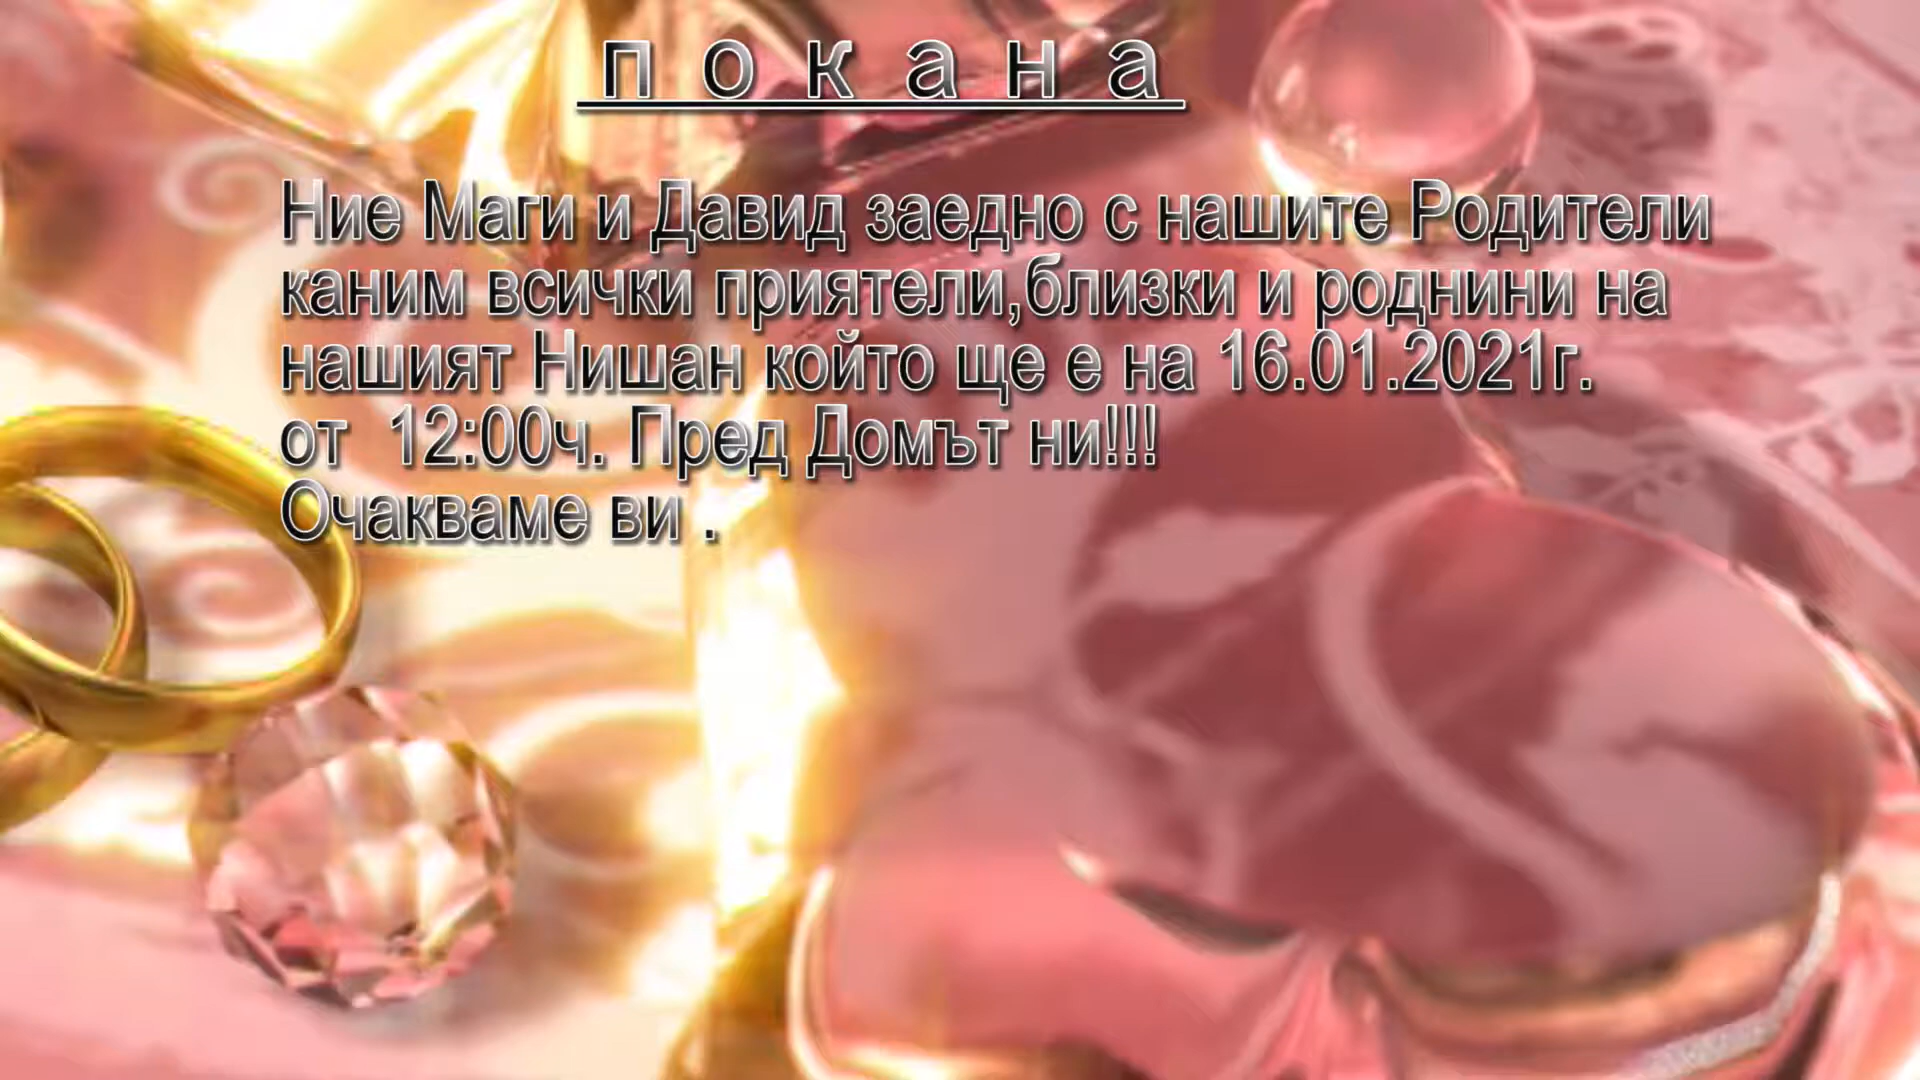 п о к а н а
Ние Маги и Давид заедно с нашите Родители
каним всички приятели,близки и роднини на
нашият Нишан който ще е на 16.01.2021г.
от 12:00ч. Пред Домът ни!!!
Очакваме ви .